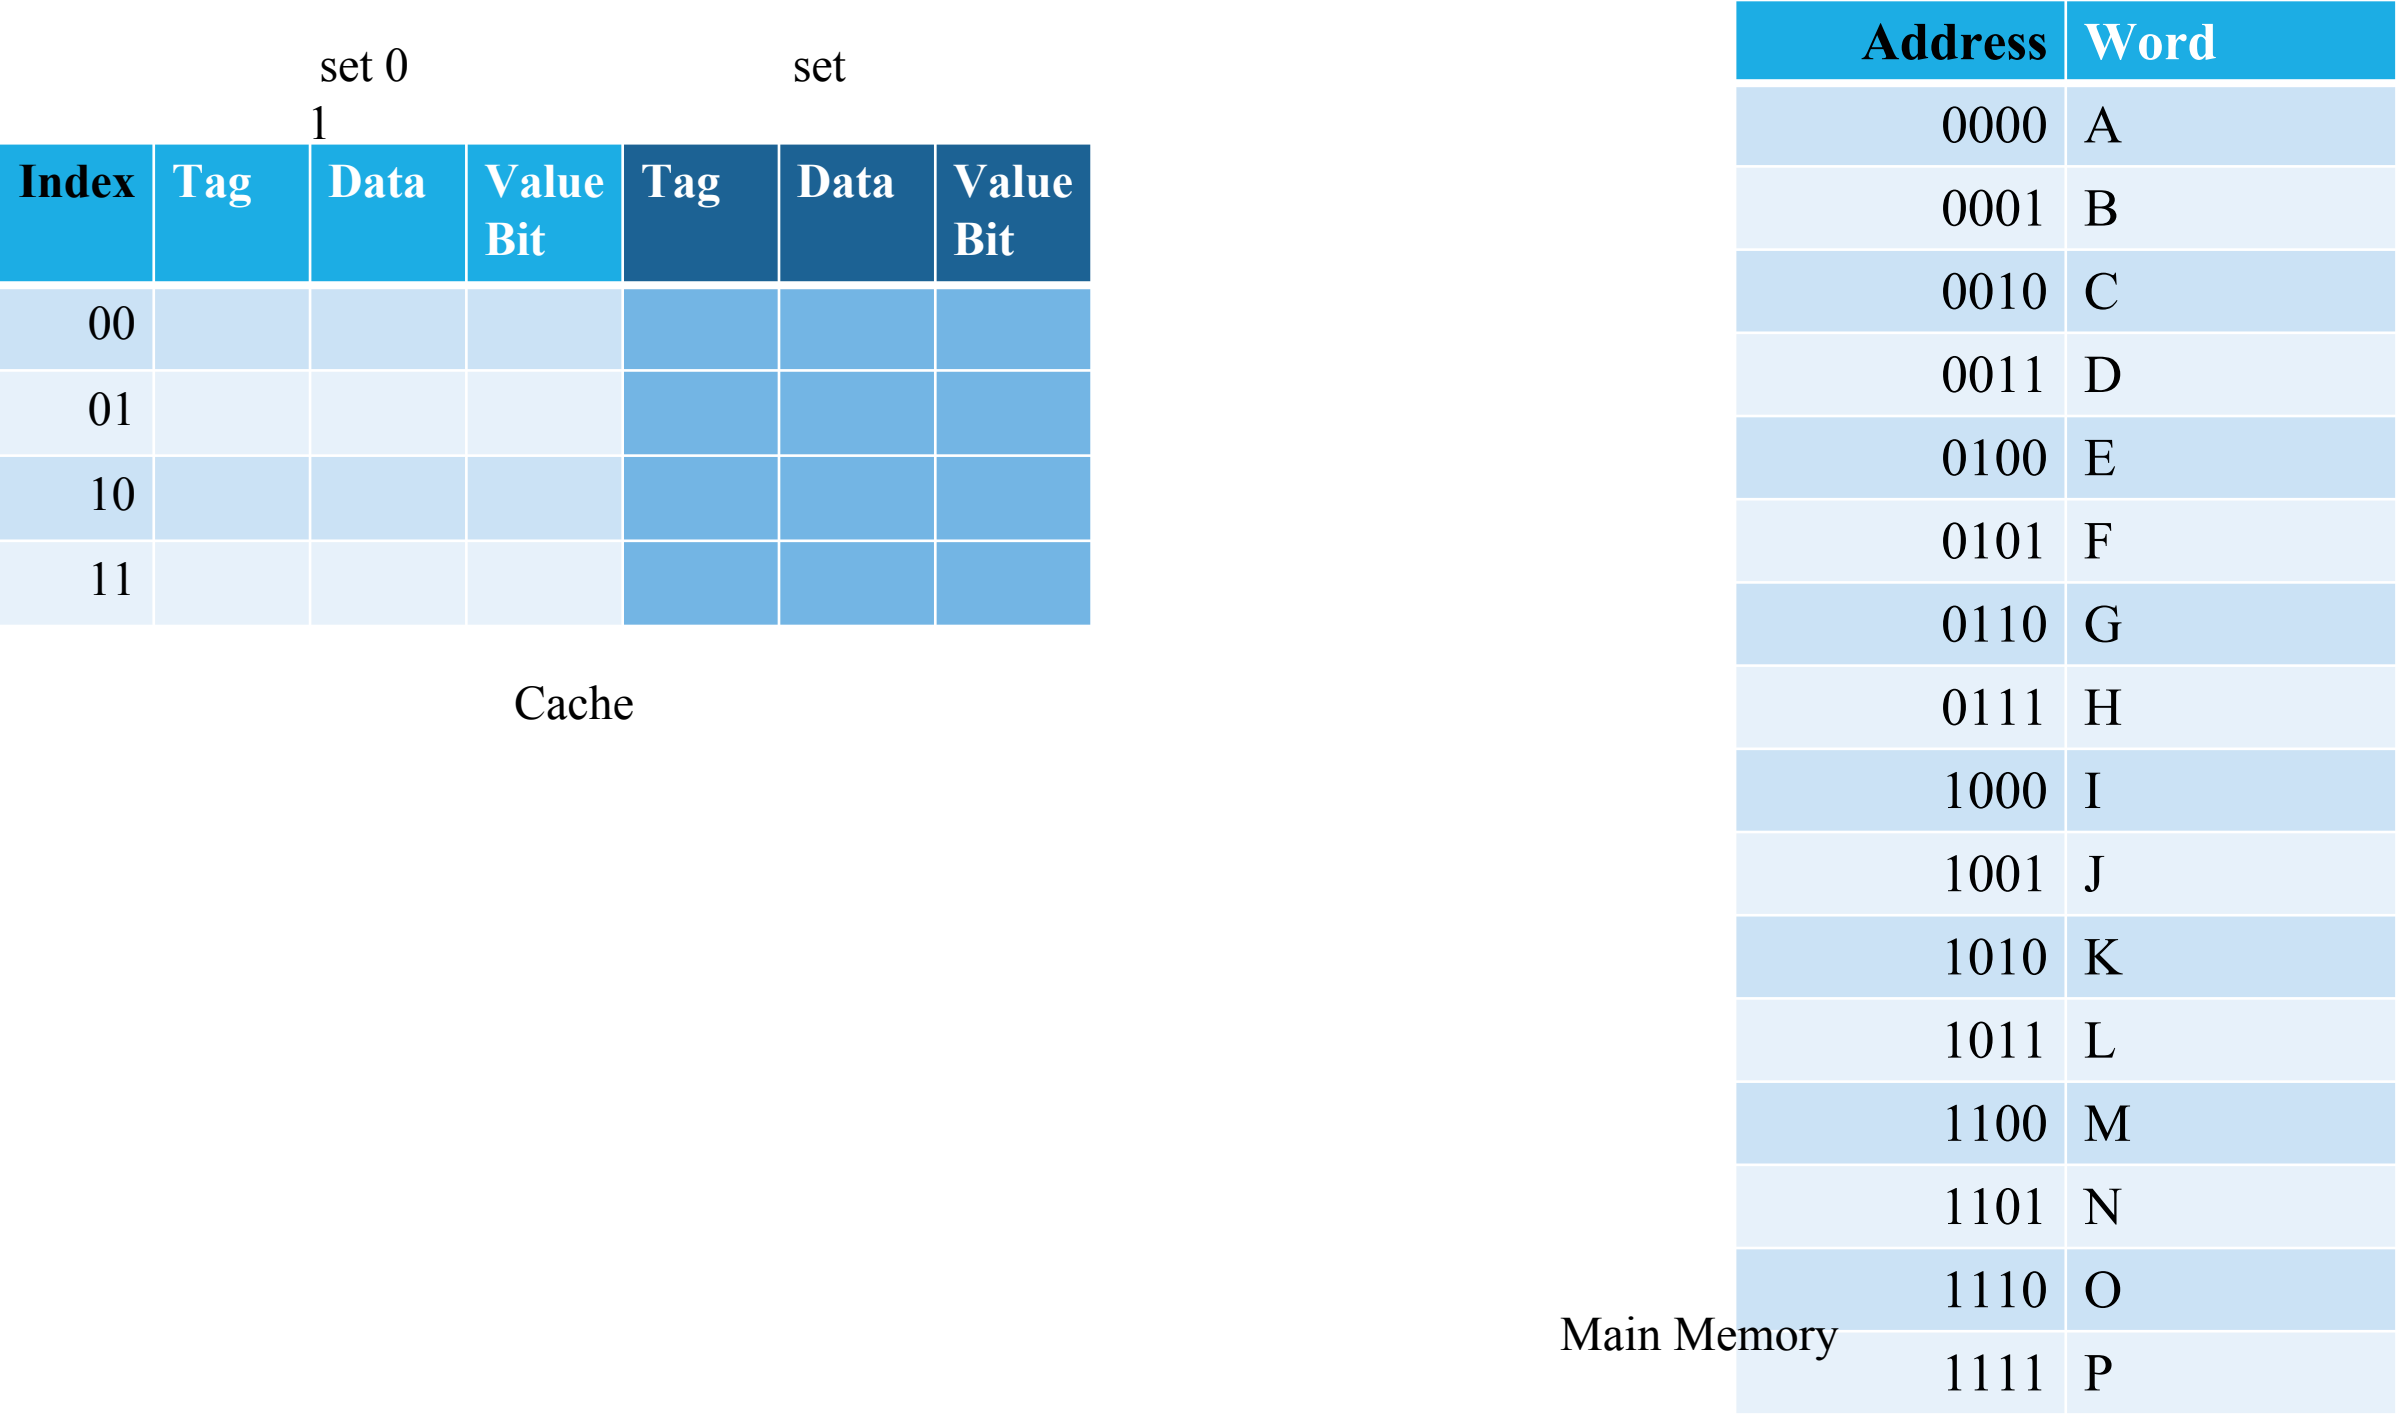 set 0 set
1
Index Tag Data Value Bit Tag Data Value Bit
00
01
10
11
Cache
Address Word
0000 A
0001 B
0010 C
0011 D
0100 E
0101 F
0110 G
0111 H
1000 I
1001 J
1010 K
1011 L
1100 M
1101 N
1110 O
1111 P
Main Memory